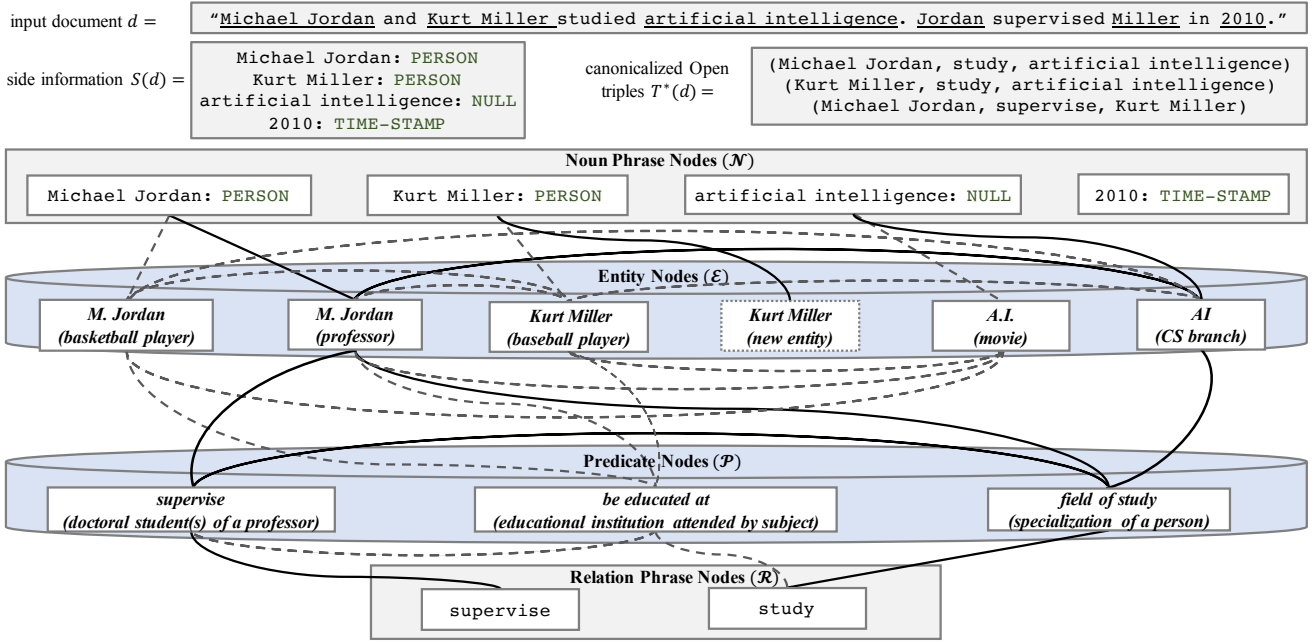 input document d = "Michael Jordan and Kurt Miller studied artificial intelligence. Jordan supervised Miller in 2010."
side information S(d) =
Michael Jordan: PERSON
Kurt Miller: PERSON
artificial intelligence: NULL
2010: TIME-STAMP
canonicalized Open
triples T*(d) =
(Michael Jordan, study, artificial intelligence)
(Kurt Miller, study, artificial intelligence)
(Michael Jordan, supervise, Kurt Miller)
Noun Phrase Nodes (𝒩)
Michael Jordan: PERSON
Kurt Miller: PERSON
artificial intelligence: NULL
2010: TIME-STAMP
Entity Nodes (ℰ)
M. Jordan
(basketball player)
M. Jordan
(professor)
Kurt Miller
(baseball player)
Kurt Miller
(new entity)
A.I.
(movie)
AI
(CS branch)
Predicate Nodes (𝒫)
supervise
(doctoral student(s) of a professor)
be educated at
(educational institution attended by subject)
field of study
(specialization of a person)
Relation Phrase Nodes (ℛ)
supervise
study